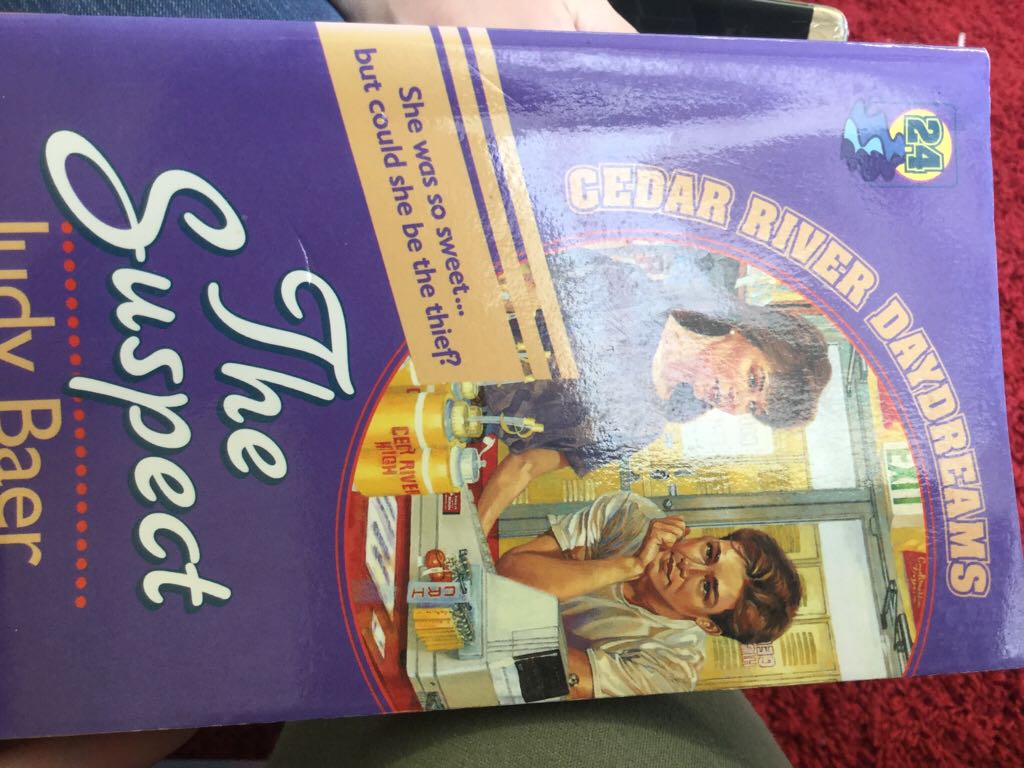 24
CEDAR RIVER DAYDREAMS
She was so sweet...
but could she be the thief?
EXIT
CEDR RIVER
HIGH
The
Suspect
Judy Baer